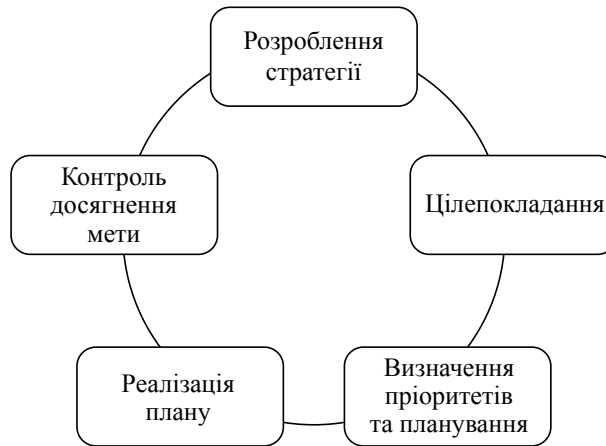 Розроблення
стратегії
Цілепокладання
Визначення
пріоритетів
та планування
Реалізація
плану
Контроль
досягнення
мети